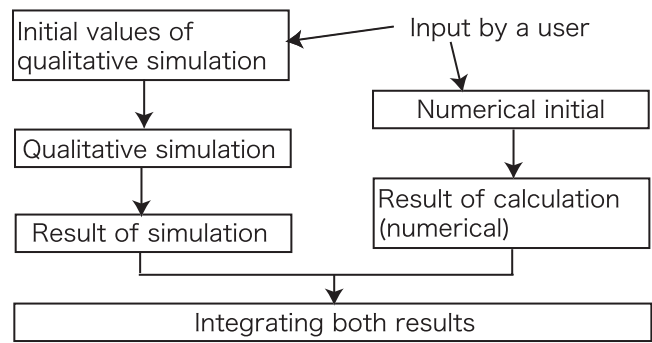 Initial values of
qualitative simulation
Input by a user
Numerical initial
Qualitative simulation
Result of calculation
(numerical)
Result of simulation
Integrating both results